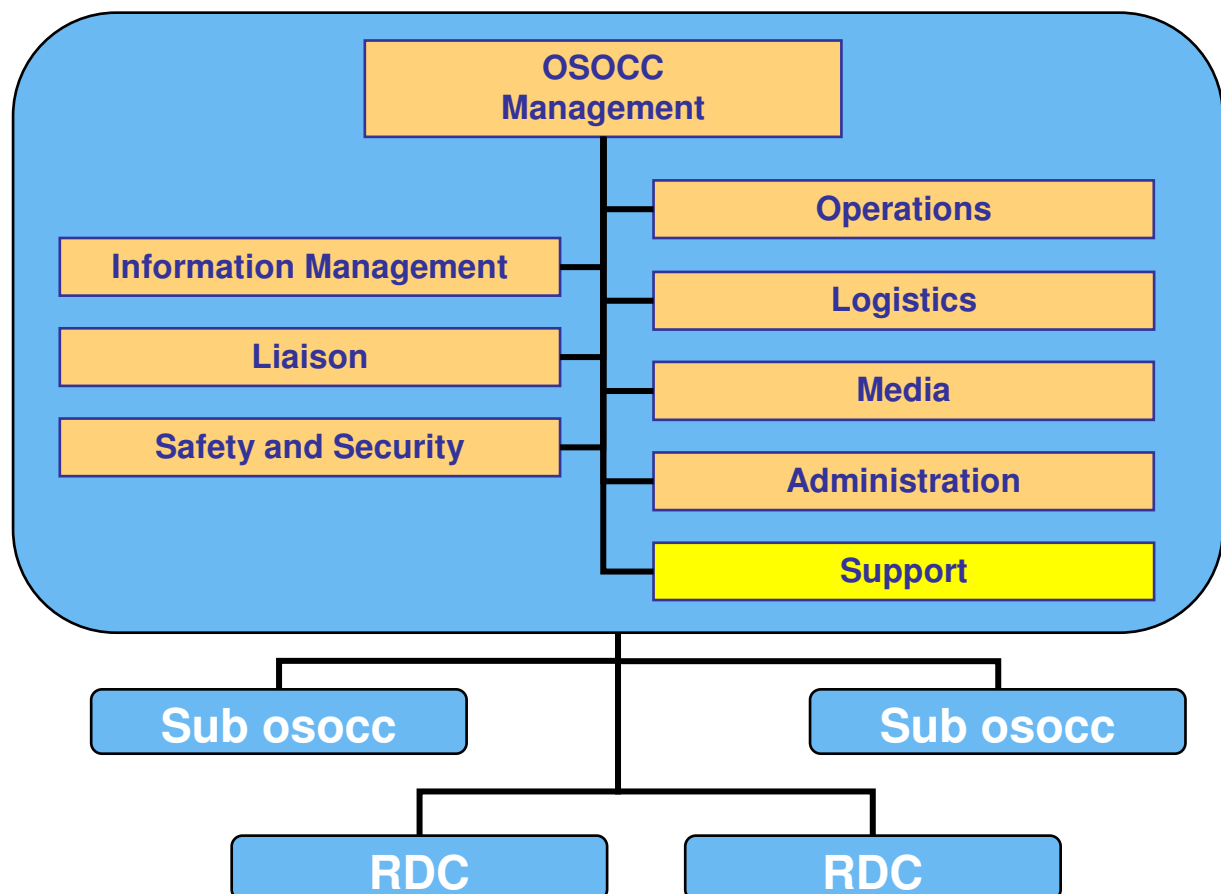 OSOCC
Management
Operations
Information Management
Logistics
Liaison
Media
Safety and Security
Administration
Support
Sub osocc
Sub osocc
RDC
RDC